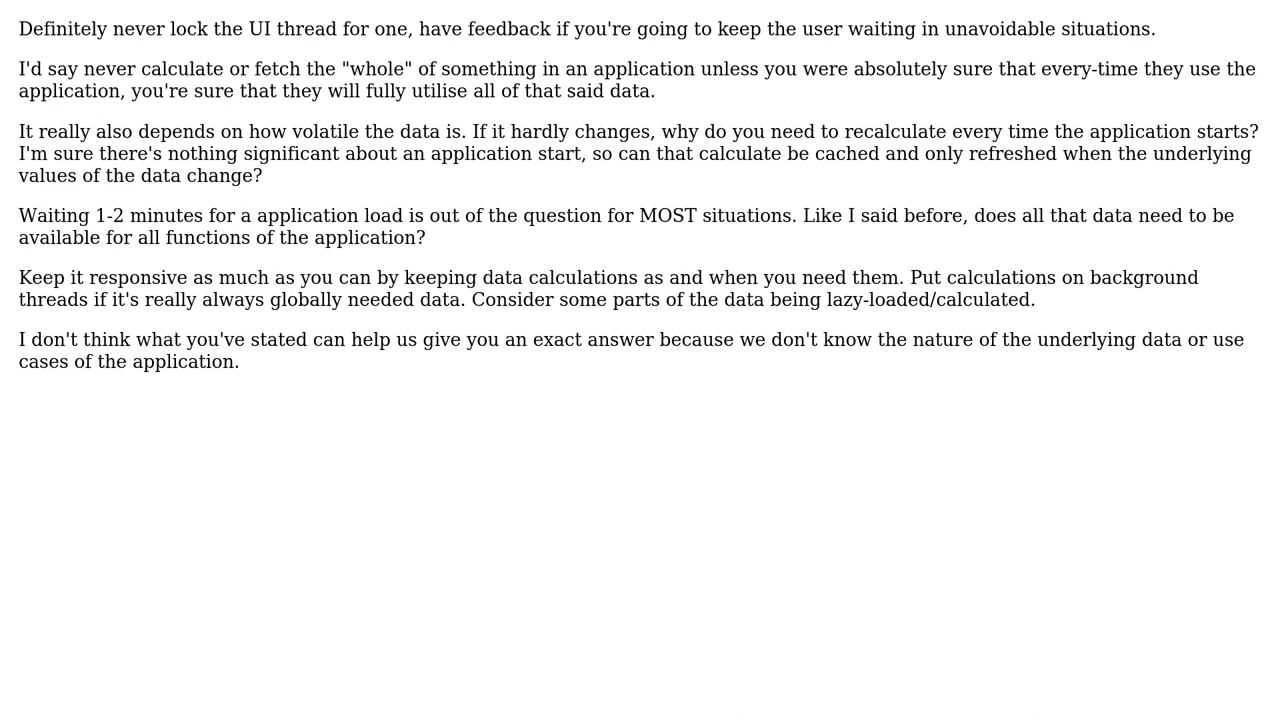 Definitely never lock the UI thread for one, have feedback if you're going to keep the user waiting in unavoidable situations.
I'd say never calculate or fetch the "whole" of something in an application unless you were absolutely sure that every-time they use the
application, you're sure that they will fully utilise all of that said data.
It really also depends on how volatile the data is. If it hardly changes, why do you need to recalculate every time the application starts?
I'm sure there's nothing significant about an application start, so can that calculate be cached and only refreshed when the underlying
values of the data change?
Waiting 1-2 minutes for a application load is out of the question for MOST situations. Like I said before, does all that data need to be
available for all functions of the application?
Keep it responsive as much as you can by keeping data calculations as and when you need them. Put calculations on background
threads if it's really always globally needed data. Consider some parts of the data being lazy-loaded/calculated.
I don't think what you've stated can help us give you an exact answer because we don't know the nature of the underlying data or use
cases of the application.